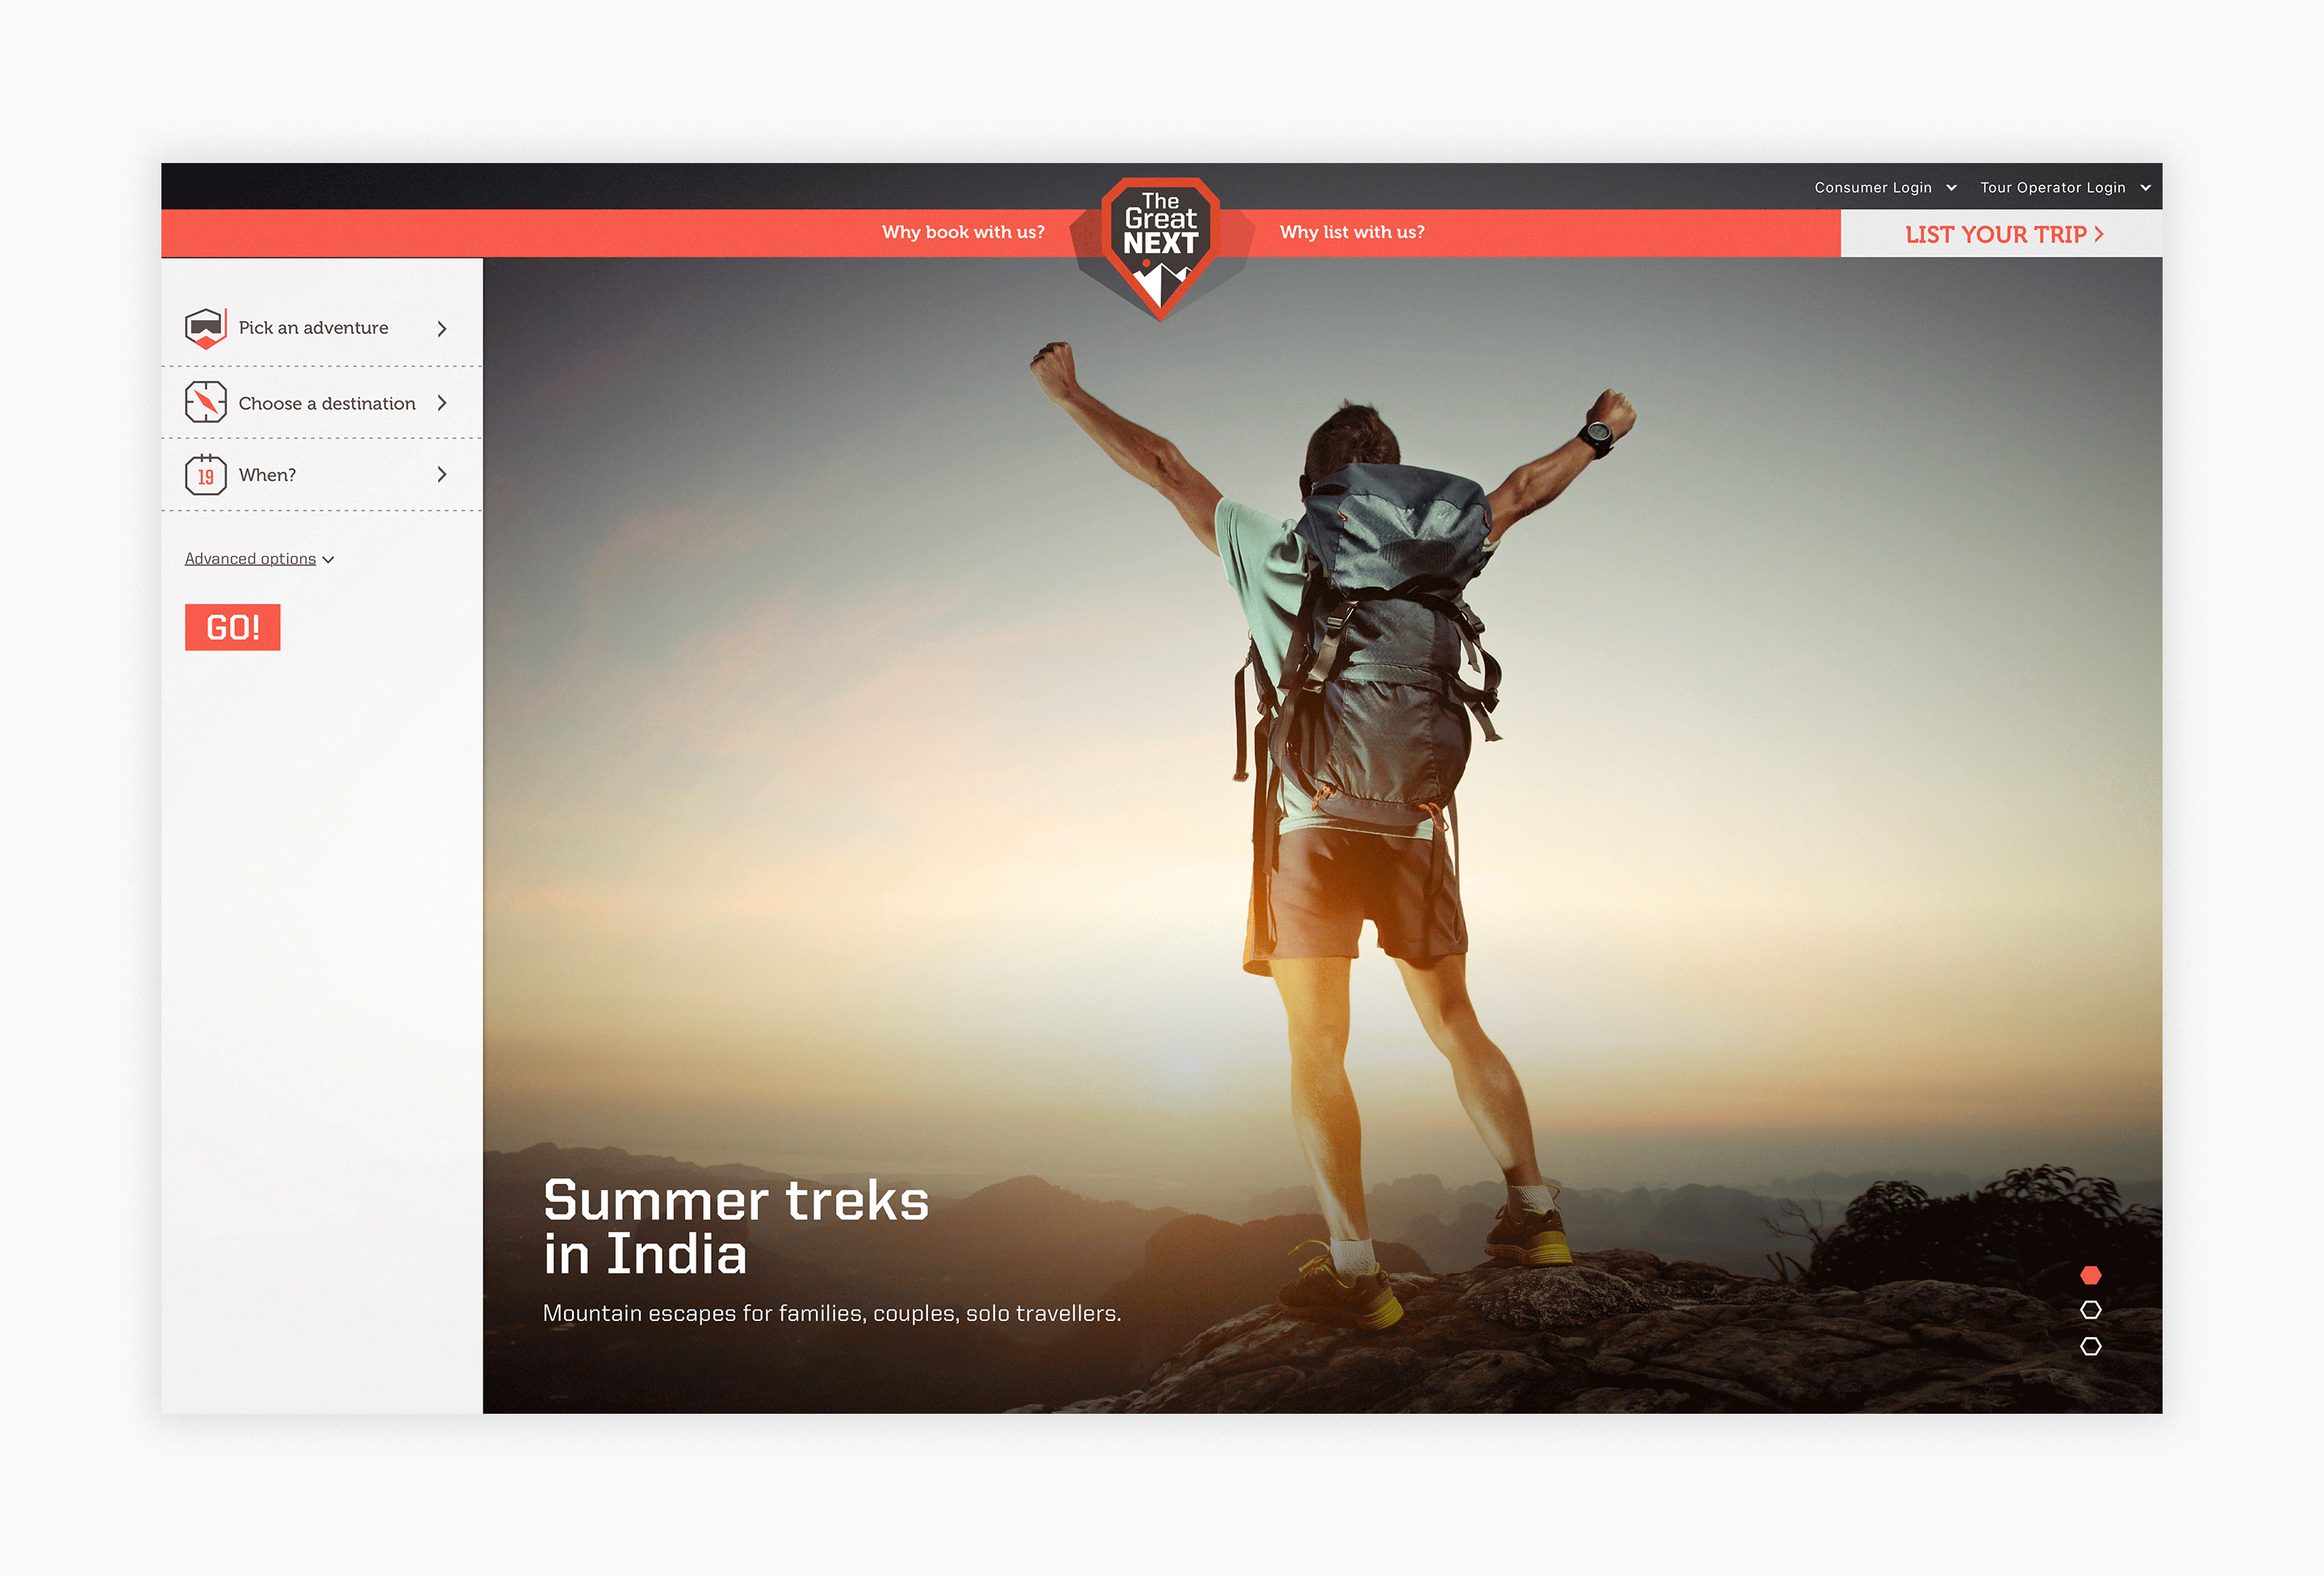 Consumer Login
Tour Operator Login
Why book with us?
The
Great
NEXT
Why list with us?
LIST YOUR TRIP
Pick an adventure
Choose a destination
19
When?
Advanced options
GO!
Summer treks
in India
Mountain escapes for families, couples, solo travellers.